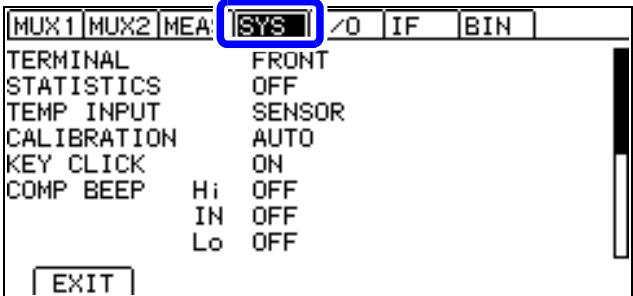 MUX1 MUX2 MEAS SYS I/O IF BIN
TERMINAL FRONT
STATISTICS OFF
TEMP INPUT SENSOR
CALIBRATION AUTO
KEY CLICK ON
COMP BEEP Hi OFF
IN OFF
Lo OFF
EXIT